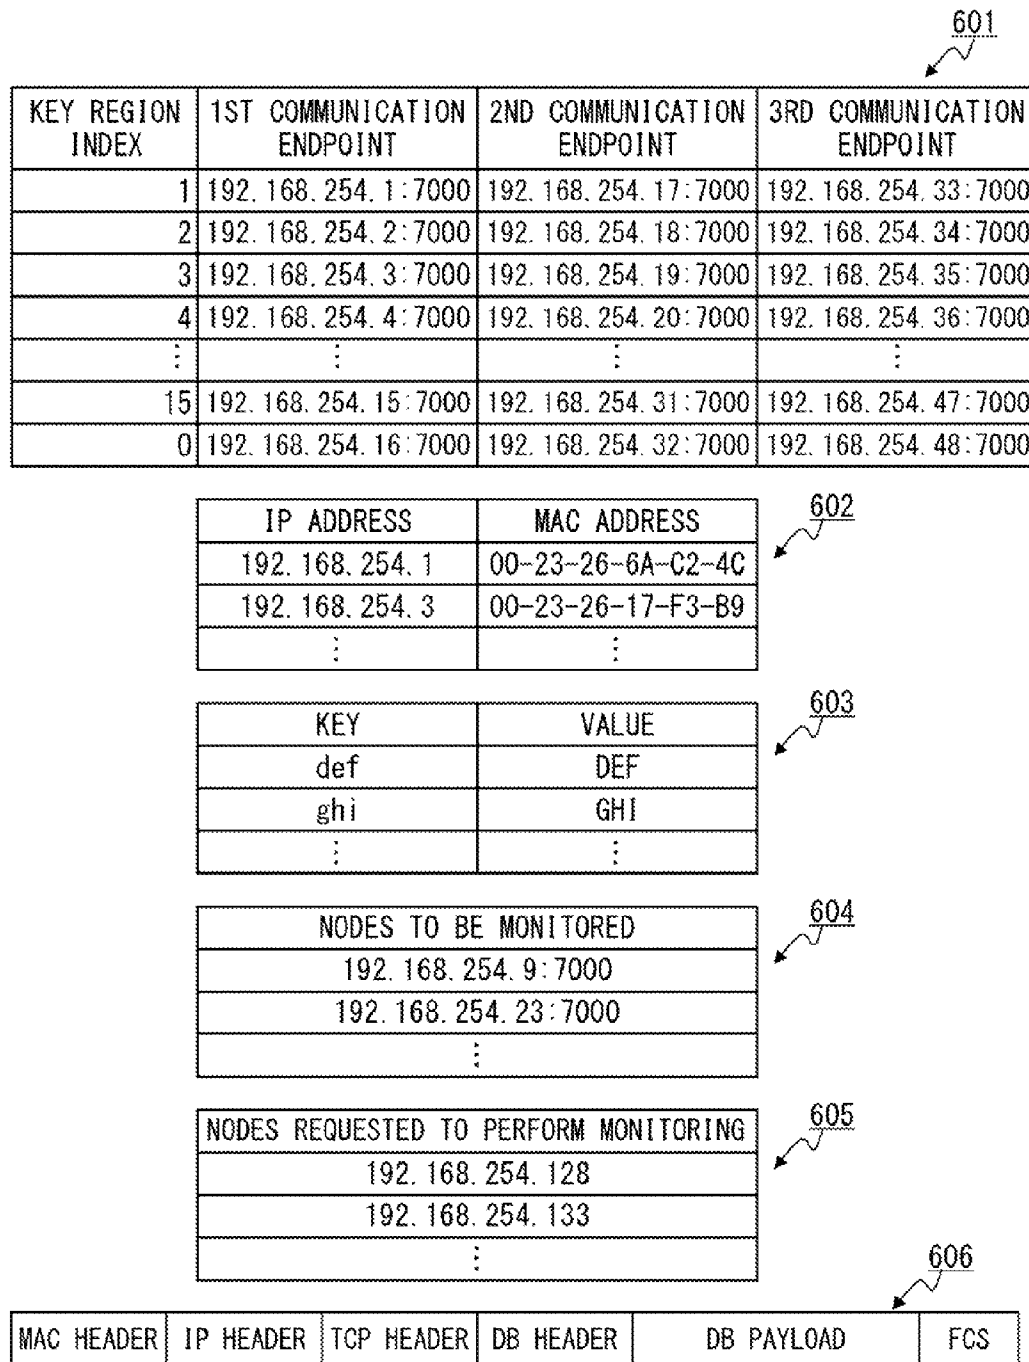 601
KEY REGION INDEX 1ST COMMUNICATION ENDPOINT 2ND COMMUNICATION ENDPOINT 3RD COMMUNICATION ENDPOINT
1 192.168.254.1:7000 192.168.254.17:7000 192.168.254.33:7000
2 192.168.254.2:7000 192.168.254.18:7000 192.168.254.34:7000
3 192.168.254.3:7000 192.168.254.19:7000 192.168.254.35:7000
4 192.168.254.4:7000 192.168.254.20:7000 192.168.254.36:7000
⋮ ⋮ ⋮ ⋮
15 192.168.254.15:7000 192.168.254.31:7000 192.168.254.47:7000
0 192.168.254.16:7000 192.168.254.32:7000 192.168.254.48:7000
602
IP ADDRESS MAC ADDRESS
192.168.254.1 00-23-26-6A-C2-4C
192.168.254.3 00-23-26-17-F3-B9
⋮ ⋮
603
KEY VALUE
def DEF
ghi GHI
⋮ ⋮
604
NODES TO BE MONITORED
192.168.254.9:7000
192.168.254.23:7000
⋮
605
NODES REQUESTED TO PERFORM MONITORING
192.168.254.128
192.168.254.133
⋮
606
MAC HEADER IP HEADER TCP HEADER DB HEADER DB PAYLOAD FCS